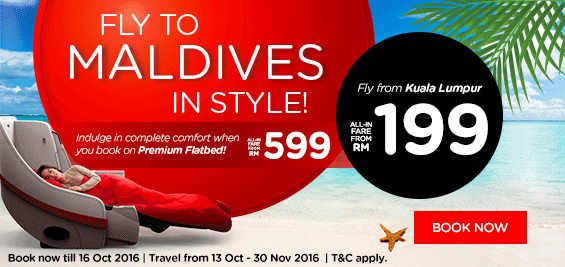 FLY TO
MALDIVES
IN STYLE!
Indulge in complete comfort when
you book on Premium Flatbed!
ALL-IN
FARE
FROM
RM
599
Fly from Kuala Lumpur
ALL-IN
FARE
FROM
RM
199
BOOK NOW
Book now till 16 Oct 2016 | Travel from 13 Oct - 30 Nov 2016 | T&C apply.